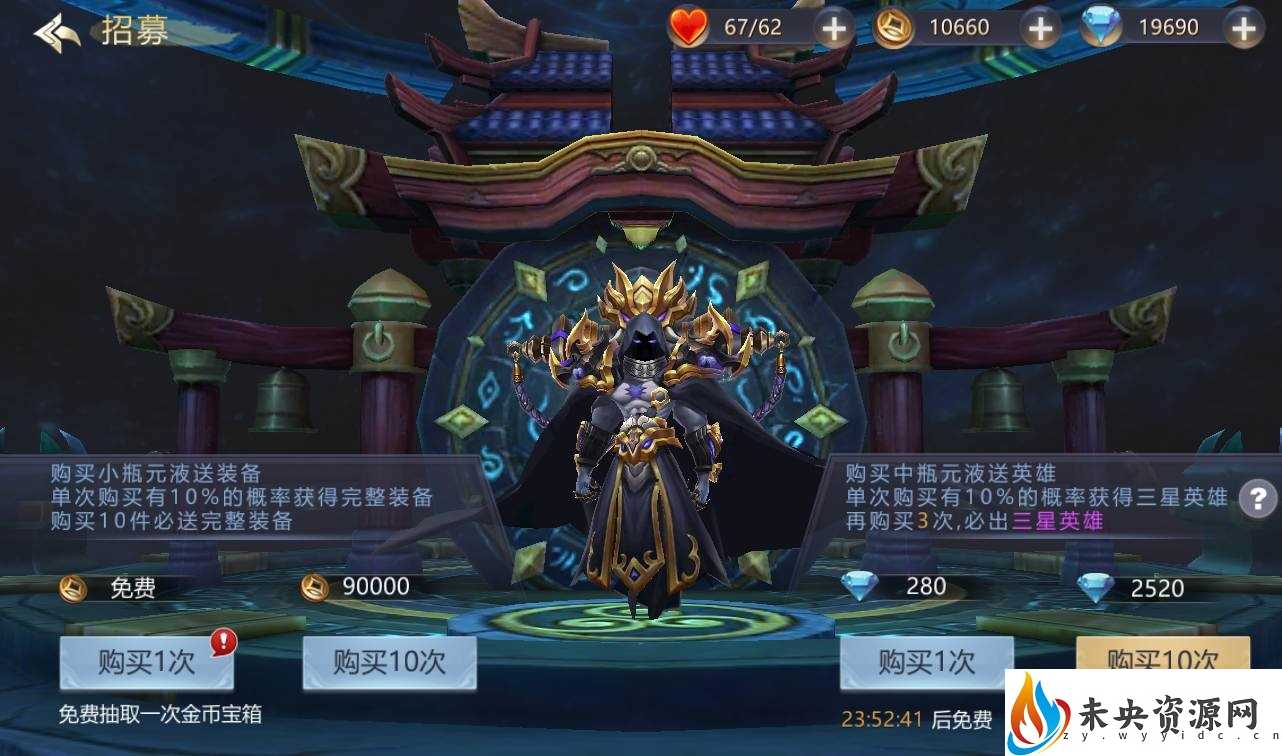 招募
67/62
10660
19690
购买小瓶元液送装备
单次购买有10%的概率获得完整装备
购买10件必送完整装备
购买中瓶元液送英雄
单次购买有10%的概率获得三星英雄
再购买3次,必出三星英雄
?
免费
90000
280
2520
购买1次
购买10次
购买1次
购买10次
免费抽取一次金币宝箱
23:52:41 后免费
未央资源网
zy.wyyidc.cn